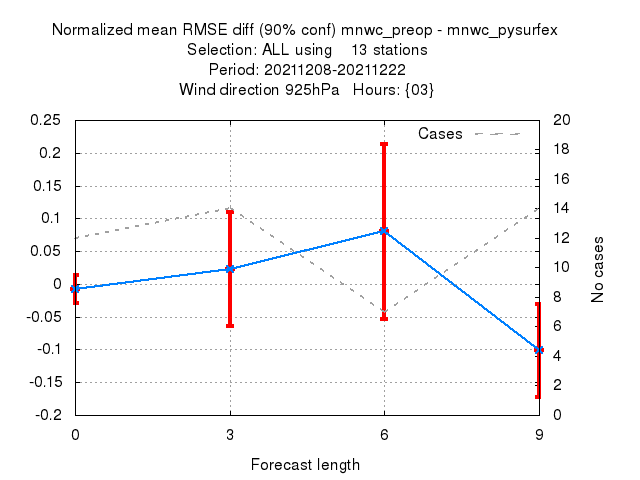 Normalized mean RMSE diff (90% conf) mnwc_preop - mnwc_pysurfex
Selection: ALL using 13 stations
Period: 20211208-20211222
Wind direction 925hPa Hours: {03}
Cases
0.25
0.2
0.15
0.1
0.05
0
-0.05
-0.1
-0.15
-0.2
20
18
16
14
12
10
8
6
4
2
0
No cases
0 3 6 9
Forecast length